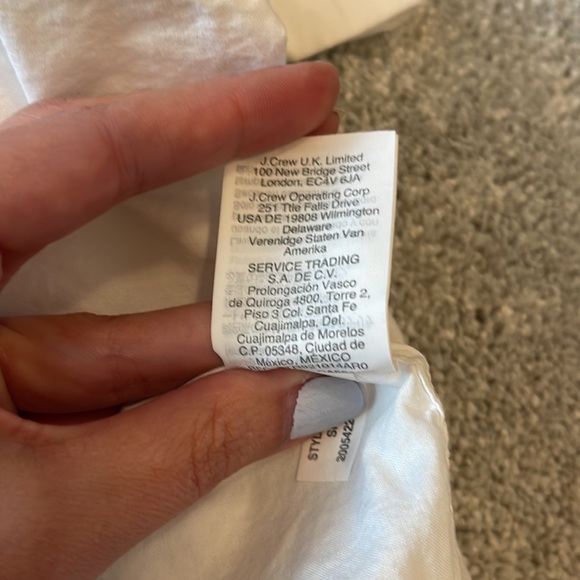 J.Crew U.K. Limited
100 New Bridge Street
London, EC4V 6JA
J.Crew Operating Corp
251 Ttle Falls Drive
USA DE 19808 Wilmington
Delaware
Verenidge Staten Van
Amerika
SERVICE TRADING
S.A. DE C.V.
Prolongación Vasco
de Quiroga 4800, Torre 2,
Piso 3 Col. Santa Fe
Cuajimalpa, Del.
Cuajimalpa de Morelos
C.P. 05348, Ciudad de
México, MÉXICO